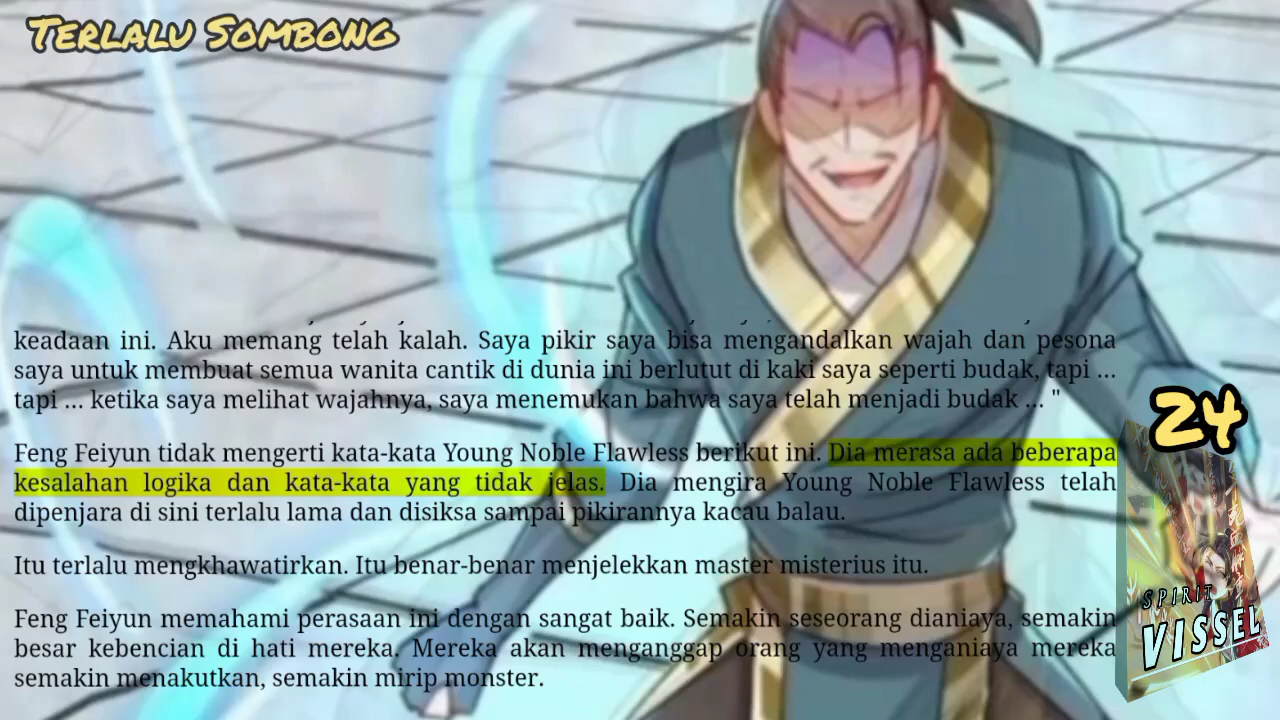 Terlalu Sombong
keadaan ini. Aku memang telah kalah. Saya pikir saya bisa mengandalkan wajah dan pesona
saya untuk membuat semua wanita cantik di dunia ini berlutut di kaki saya seperti budak, tapi ...
tapi ... ketika saya melihat wajahnya, saya menemukan bahwa saya telah menjadi budak ... "
Feng Feiyun tidak mengerti kata-kata Young Noble Flawless berikut ini. Dia merasa ada beberapa
kesalahan logika dan kata-kata yang tidak jelas. Dia mengira Young Noble Flawless telah
dipenjara di sini terlalu lama dan disiksa sampai pikirannya kacau balau.
Itu terlalu mengkhawatirkan. Itu benar-benar menjelekkan master misterius itu.
Feng Feiyun memahami perasaan ini dengan sangat baik. Semakin seseorang dianiaya, semakin
besar kebencian di hati mereka. Mereka akan menganggap orang yang menganiaya mereka
semakin menakutkan, semakin mirip monster.
24
SPIRIT
VISSEL